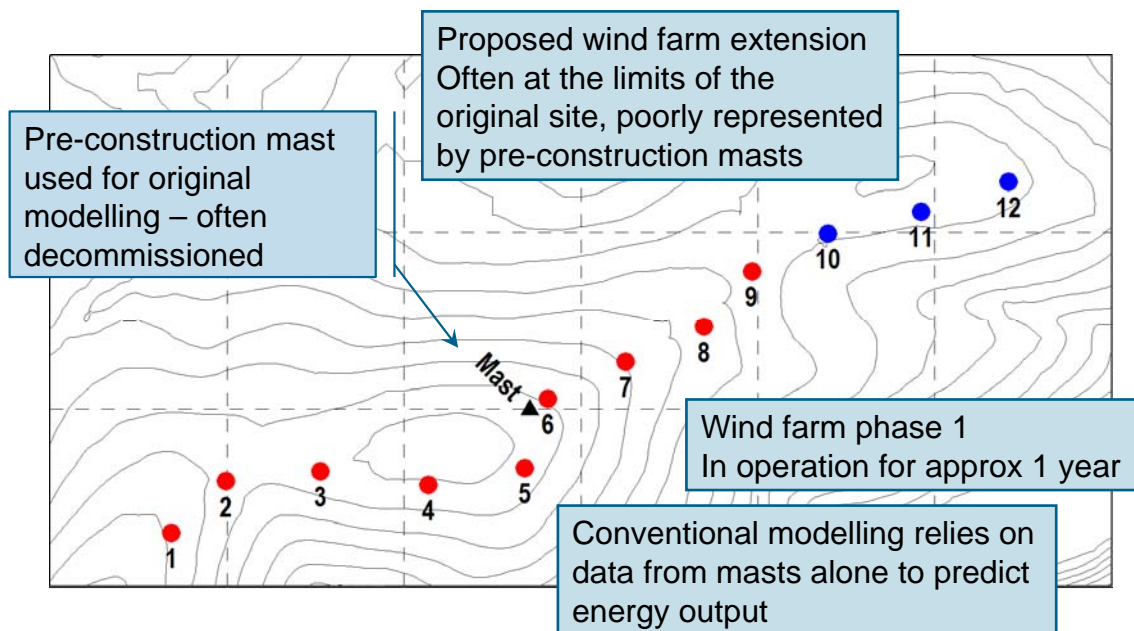 Proposed wind farm extension
Often at the limits of the
original site, poorly represented
by pre-construction masts
Pre-construction mast
used for original
modelling – often
decommissioned
12
11
10
9
8
7
Mast
6
5
4
3
2
1
Wind farm phase 1
In operation for approx 1 year
Conventional modelling relies on
data from masts alone to predict
energy output